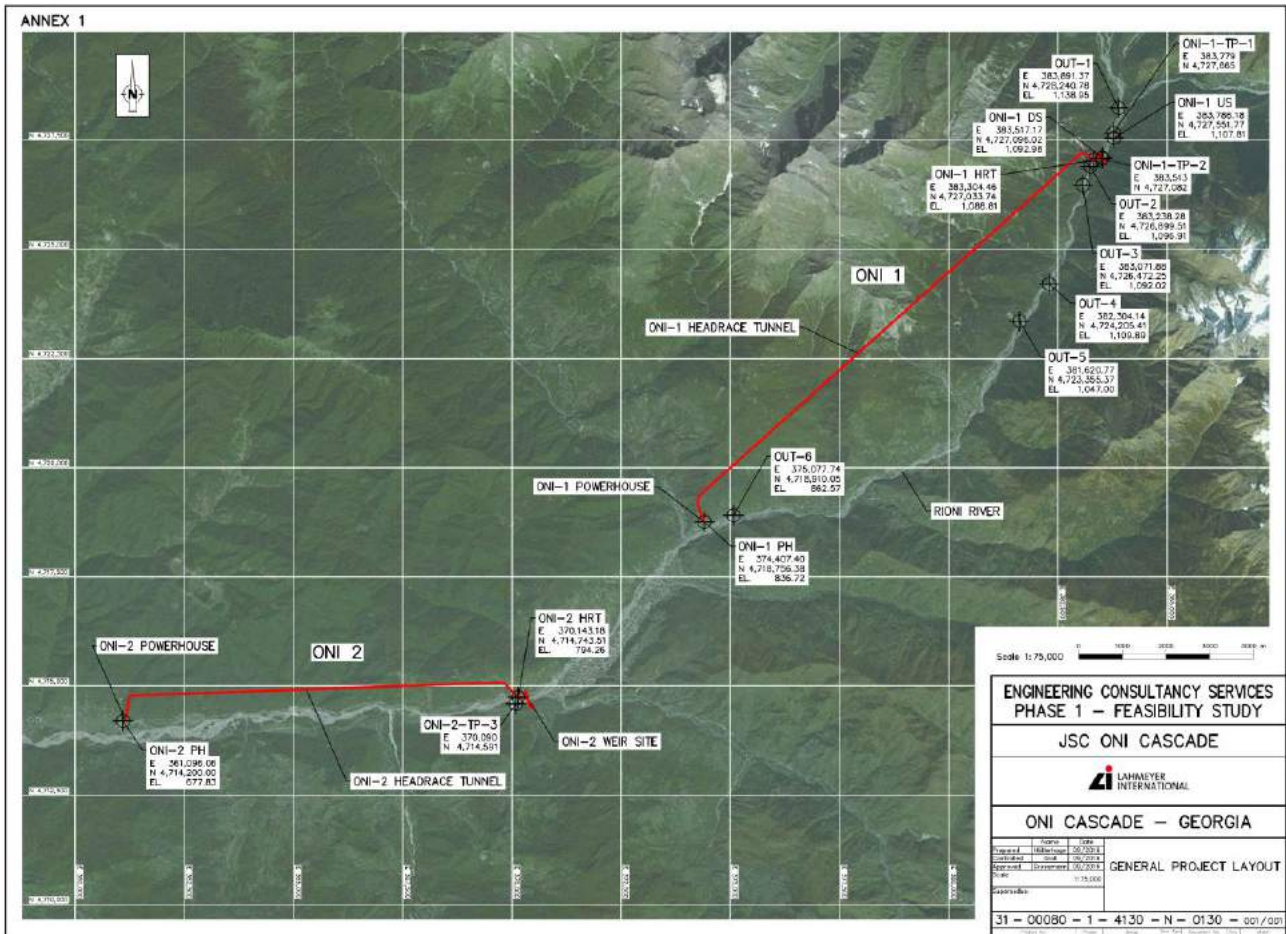 ANNEX 1
N
ONI-1-TP-1
E 383,779
N 4,727,665
OUT-1
E 383,891.37
N 4,728,240.78
EL. 1,138.95
ONI-1 US
E 383,786.18
N 4,727,551.77
EL. 1,107.81
ONI-1 DS
E 383,517.17
N 4,727,096.02
EL. 1,092.98
ONI-1-TP-2
E 383,513
N 4,727,082
ONI-1 HRT
E 383,304.46
N 4,727,033.74
EL. 1,088.81
OUT-2
E 383,238.28
N 4,726,899.51
EL. 1,096.91
OUT-3
E 383,071.88
N 4,726,472.25
EL. 1,092.02
OUT-4
E 382,304.14
N 4,724,205.41
EL. 1,109.89
OUT-5
E 381,620.77
N 4,723,355.37
EL. 1,047.00
ONI 1
ONI-1 HEADRACE TUNNEL
OUT-6
E 375,077.74
N 4,718,910.05
EL. 862.57
ONI-1 POWERHOUSE
RIONI RIVER
ONI-1 PH
E 374,407.40
N 4,718,756.38
EL. 836.72
ONI-2 HRT
E 370,143.18
N 4,714,743.51
EL. 794.26
ONI-2 POWERHOUSE
ONI 2
ONI-2-TP-3
E 370,090
N 4,714,591
ONI-2 WEIR SITE
ONI-2 PH
E 361,096.06
N 4,714,200.00
EL. 677.83
ONI-2 HEADRACE TUNNEL
Scale 1:75,000
0 1000 2000 3000 4000 m
ENGINEERING CONSULTANCY SERVICES
PHASE 1 – FEASIBILITY STUDY
JSC ONI CASCADE
LAHMEYER
INTERNATIONAL
ONI CASCADE – GEORGIA
Name Date
Prepared
Controlled
Approved
Scale 1:75,000
GENERAL PROJECT LAYOUT
31 - 00080 - 1 - 4130 - N - 0130 - 001/001